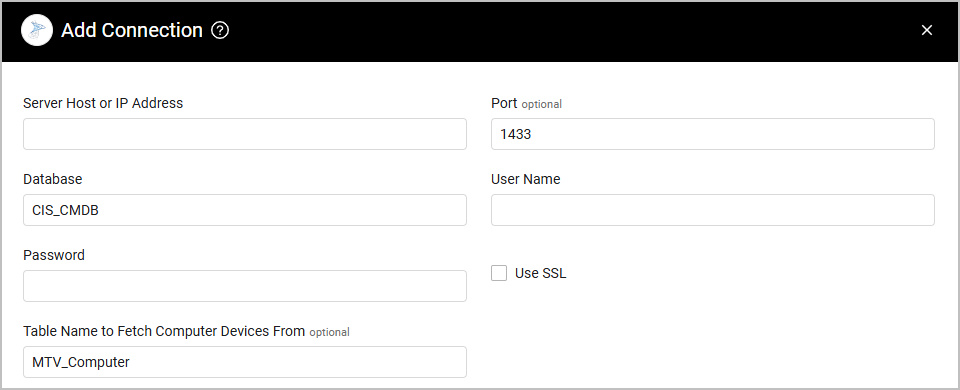 Add Connection ?
Server Host or IP Address
Port optional
1433
Database
CIS_CMDB
User Name
Password
Use SSL
Table Name to Fetch Computer Devices From optional
MTV_Computer